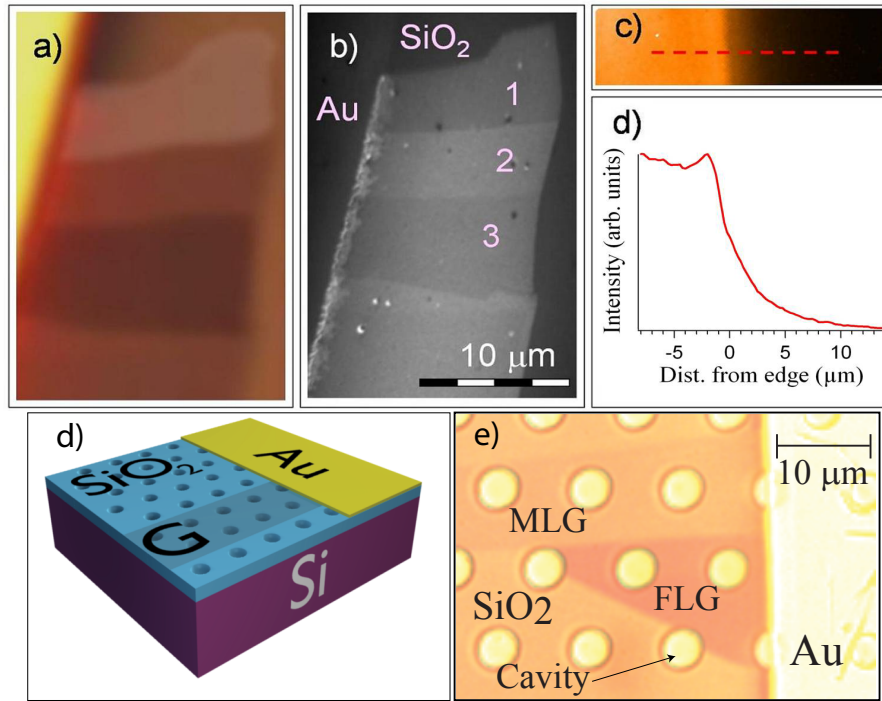 a)
b)
SiO2
Au
1
2
3
10 μm
c)
d)
Intensity (arb. units)
-5 0 5 10
Dist. from edge (μm)
d)
SiO2
Au
G
Si
e)
10 μm
MLG
SiO2
FLG
Au
Cavity